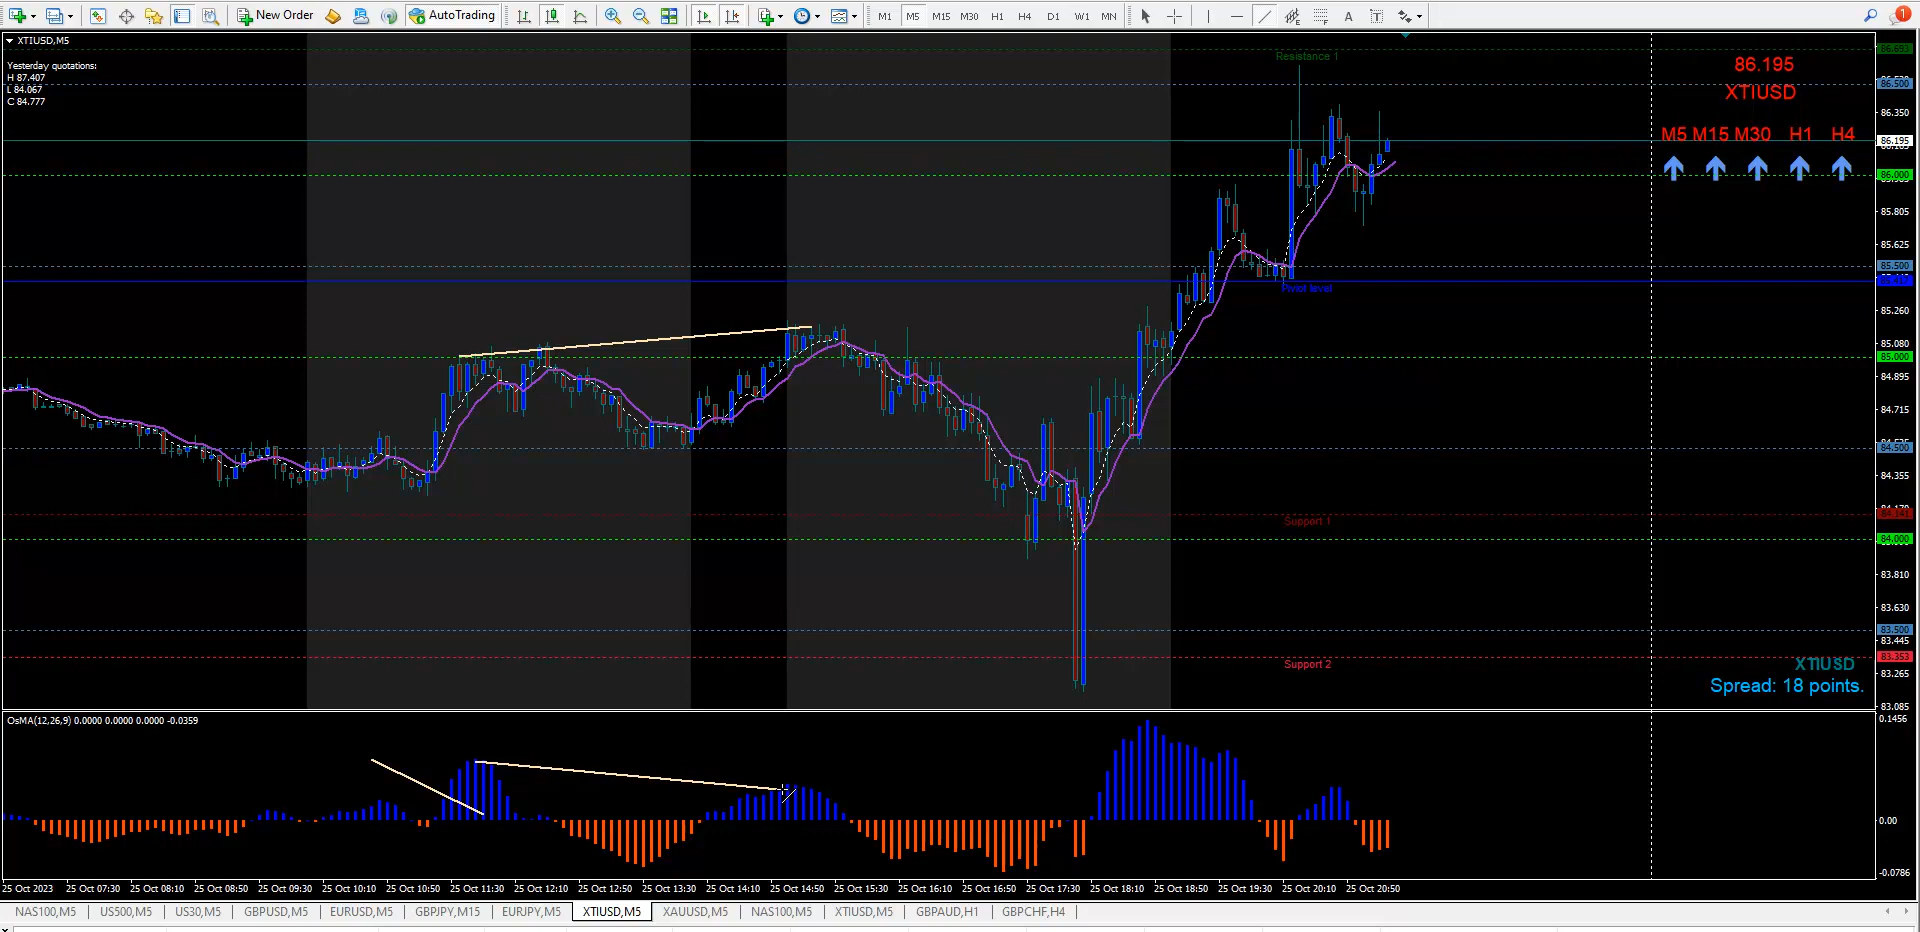 New Order AutoTrading M1 M5 M15 M30 H1 H4 D1 W1 MN A T 1
XTIUSD,M5
Yesterday quotations:
H 87.407
L 84.067
C 84.777
Resistance 1
Pivot level
Support 1
Support 2
86.195
XTIUSD
M5 M15 M30 H1 H4
XTIUSD
Spread: 18 points.
86.500
86.350
86.195
86.000
85.805
85.625
85.500
85.260
85.080
85.000
84.895
84.715
84.500
84.355
84.000
83.810
83.630
83.500
83.445
83.353
83.265
83.085
OsMA(12,26,9) 0.0000 0.0000 0.0000 -0.0359
0.1456
0.00
-0.0786
25 Oct 2023 25 Oct 07:30 25 Oct 08:10 25 Oct 08:50 25 Oct 09:30 25 Oct 10:10 25 Oct 10:50 25 Oct 11:30 25 Oct 12:10 25 Oct 12:50 25 Oct 13:30 25 Oct 14:10 25 Oct 14:50 25 Oct 15:30 25 Oct 16:10 25 Oct 16:50 25 Oct 17:30 25 Oct 18:10 25 Oct 18:50 25 Oct 19:30 25 Oct 20:10 25 Oct 20:50
NAS100,M5 US500,M5 US30,M5 GBPUSD,M5 EURUSD,M5 GBPJPY,M15 EURJPY,M5 XTIUSD,M5 XAUUSD,M5 NAS100,M5 XTIUSD,M5 GBPAUD,H1 GBPCHF,H4